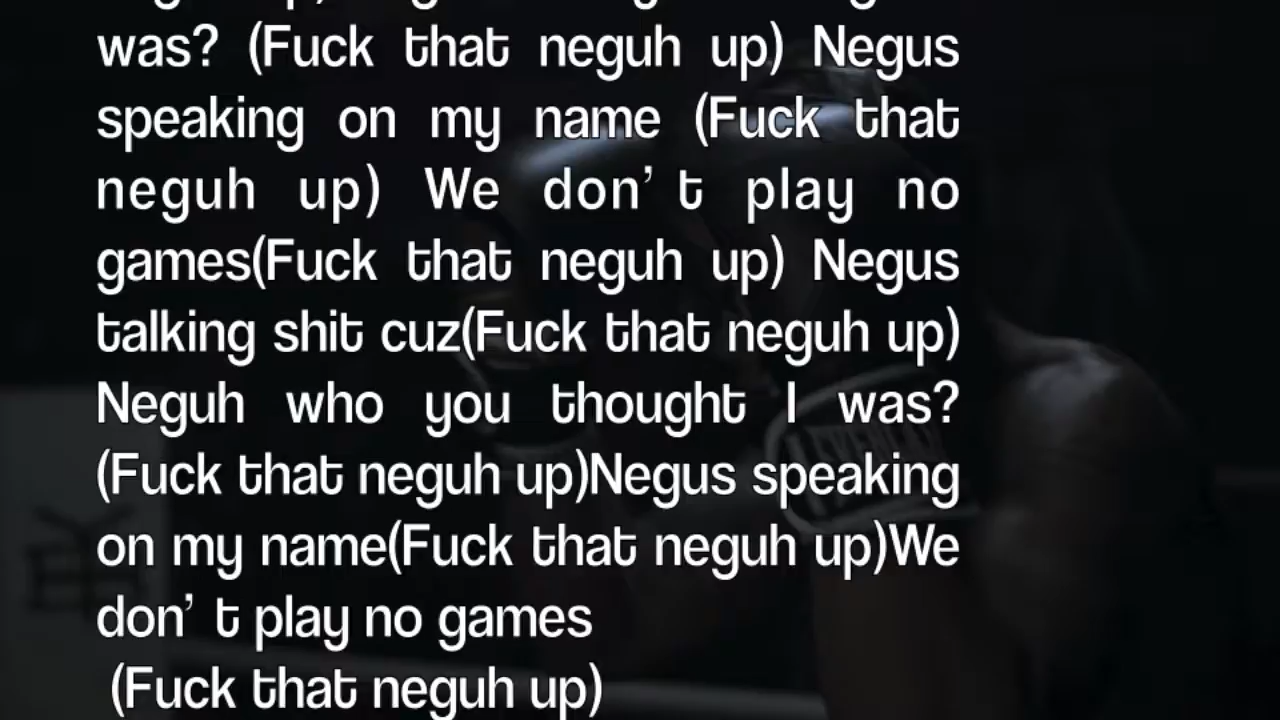 was? (Fuck that neguh up) Negus
speaking on my name (Fuck that
neguh up) We don’ t play no
games(Fuck that neguh up) Negus
talking shit cuz(Fuck that neguh up)
Neguh who you thought I was?
(Fuck that neguh up)Negus speaking
on my name(Fuck that neguh up)We
don’ t play no games
(Fuck that neguh up)